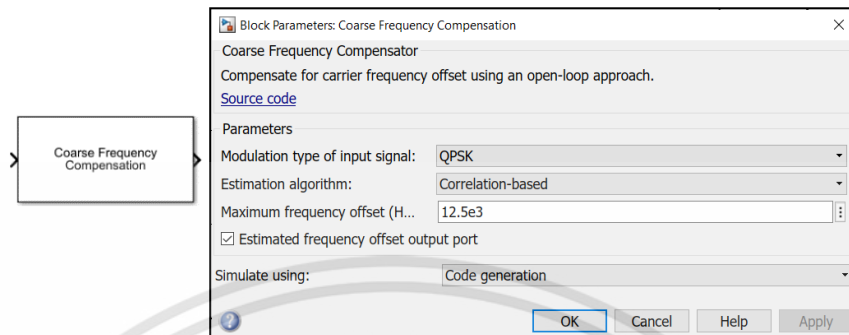 Block Parameters: Coarse Frequency Compensation
Coarse Frequency Compensator
Compensate for carrier frequency offset using an open-loop approach.
Source code
Coarse Frequency
Compensation
Parameters
Modulation type of input signal: QPSK
Estimation algorithm: Correlation-based
Maximum frequency offset (H... 12.5e3
Estimated frequency offset output port
Simulate using: Code generation
? OK Cancel Help Apply